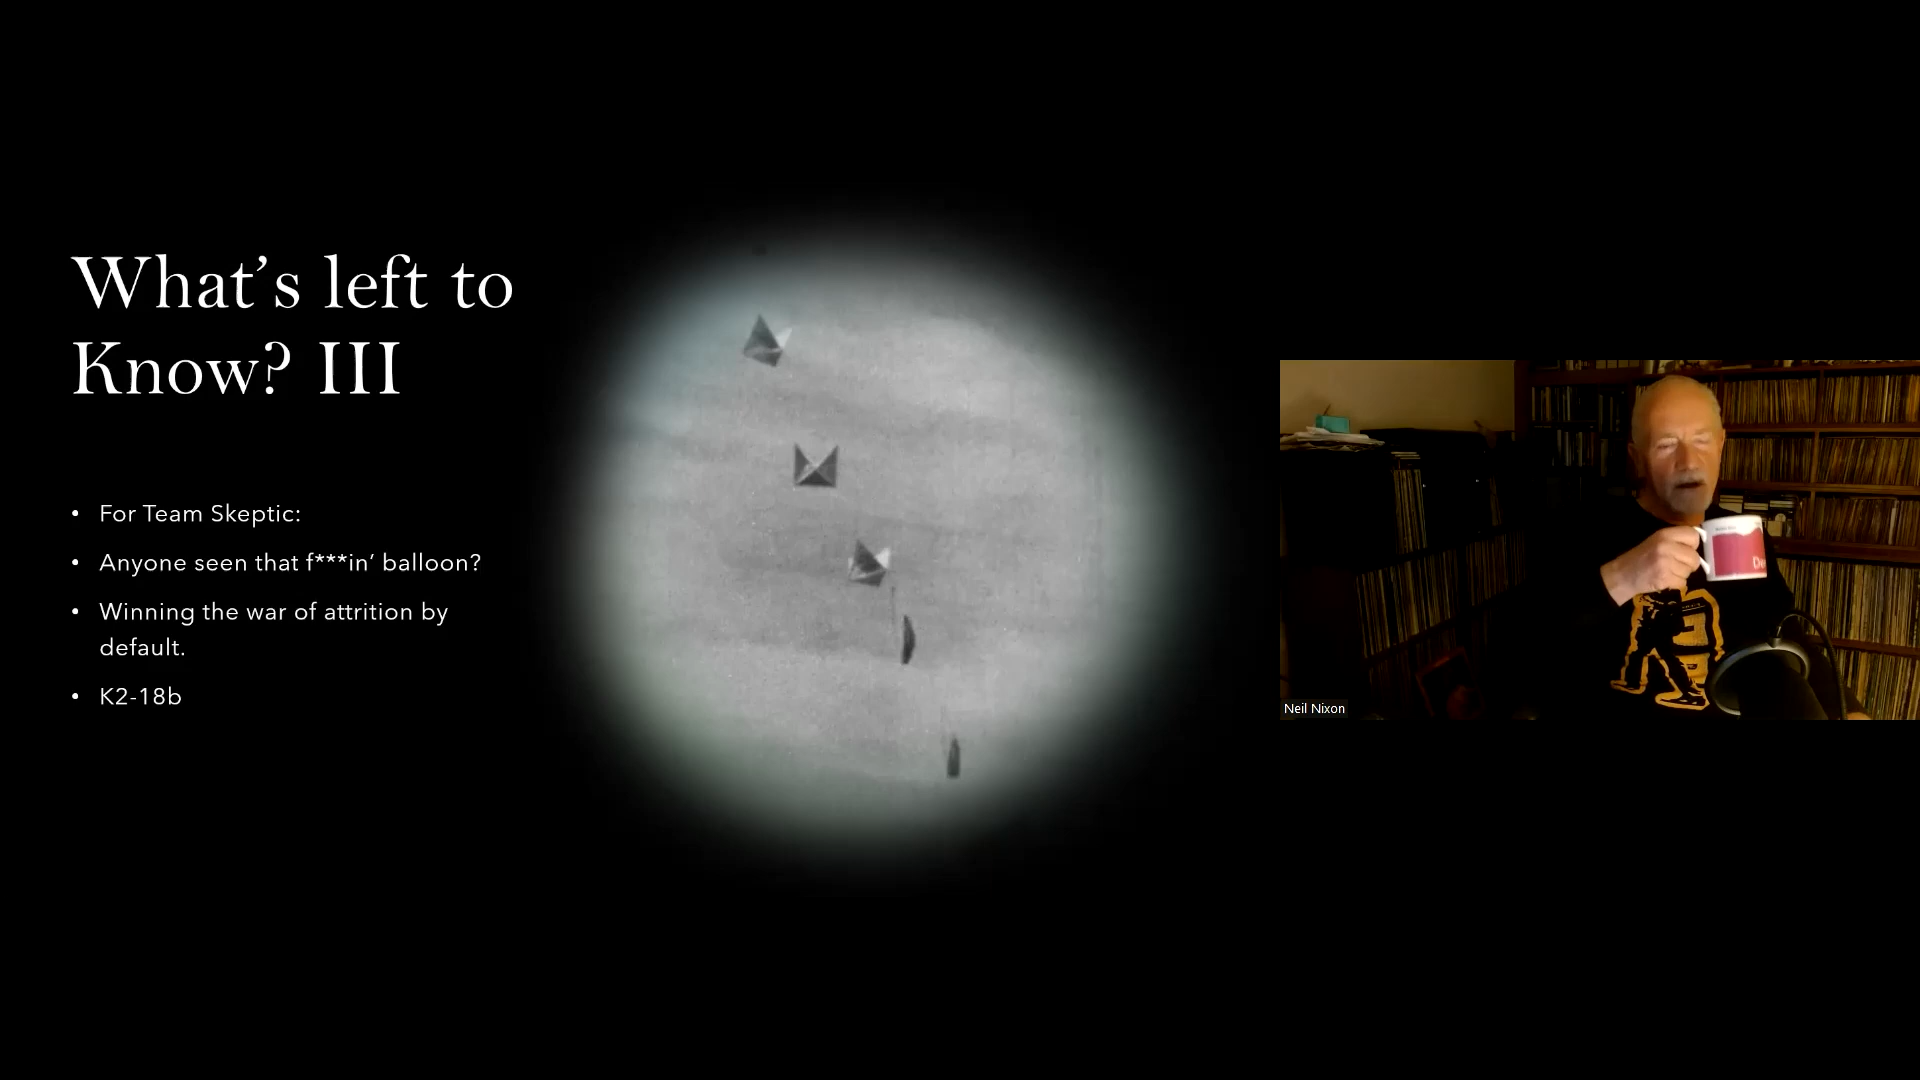 What's left to
Know? III
• For Team Skeptic:
• Anyone seen that f***in' balloon?
• Winning the war of attrition by
default.
• K2-18b
Neil Nixon